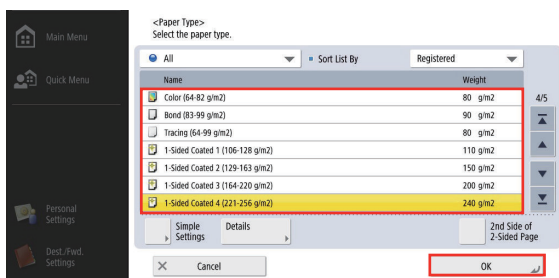 <Paper Type>
Select the paper type.
Main Menu
Quick Menu
Personal
Settings
Dest./Fwd.
Settings
All
Sort List By
Registered
Name Weight
Color (64-82 g/m2) 80 g/m2
Bond (83-99 g/m2) 90 g/m2
Tracing (64-99 g/m2) 80 g/m2
1-Sided Coated 1 (106-128 g/m2) 110 g/m2
1-Sided Coated 2 (129-163 g/m2) 150 g/m2
1-Sided Coated 3 (164-220 g/m2) 200 g/m2
1-Sided Coated 4 (221-256 g/m2) 240 g/m2
4/5
Simple
Settings
Details
2nd Side of
2-Sided Page
Cancel
OK